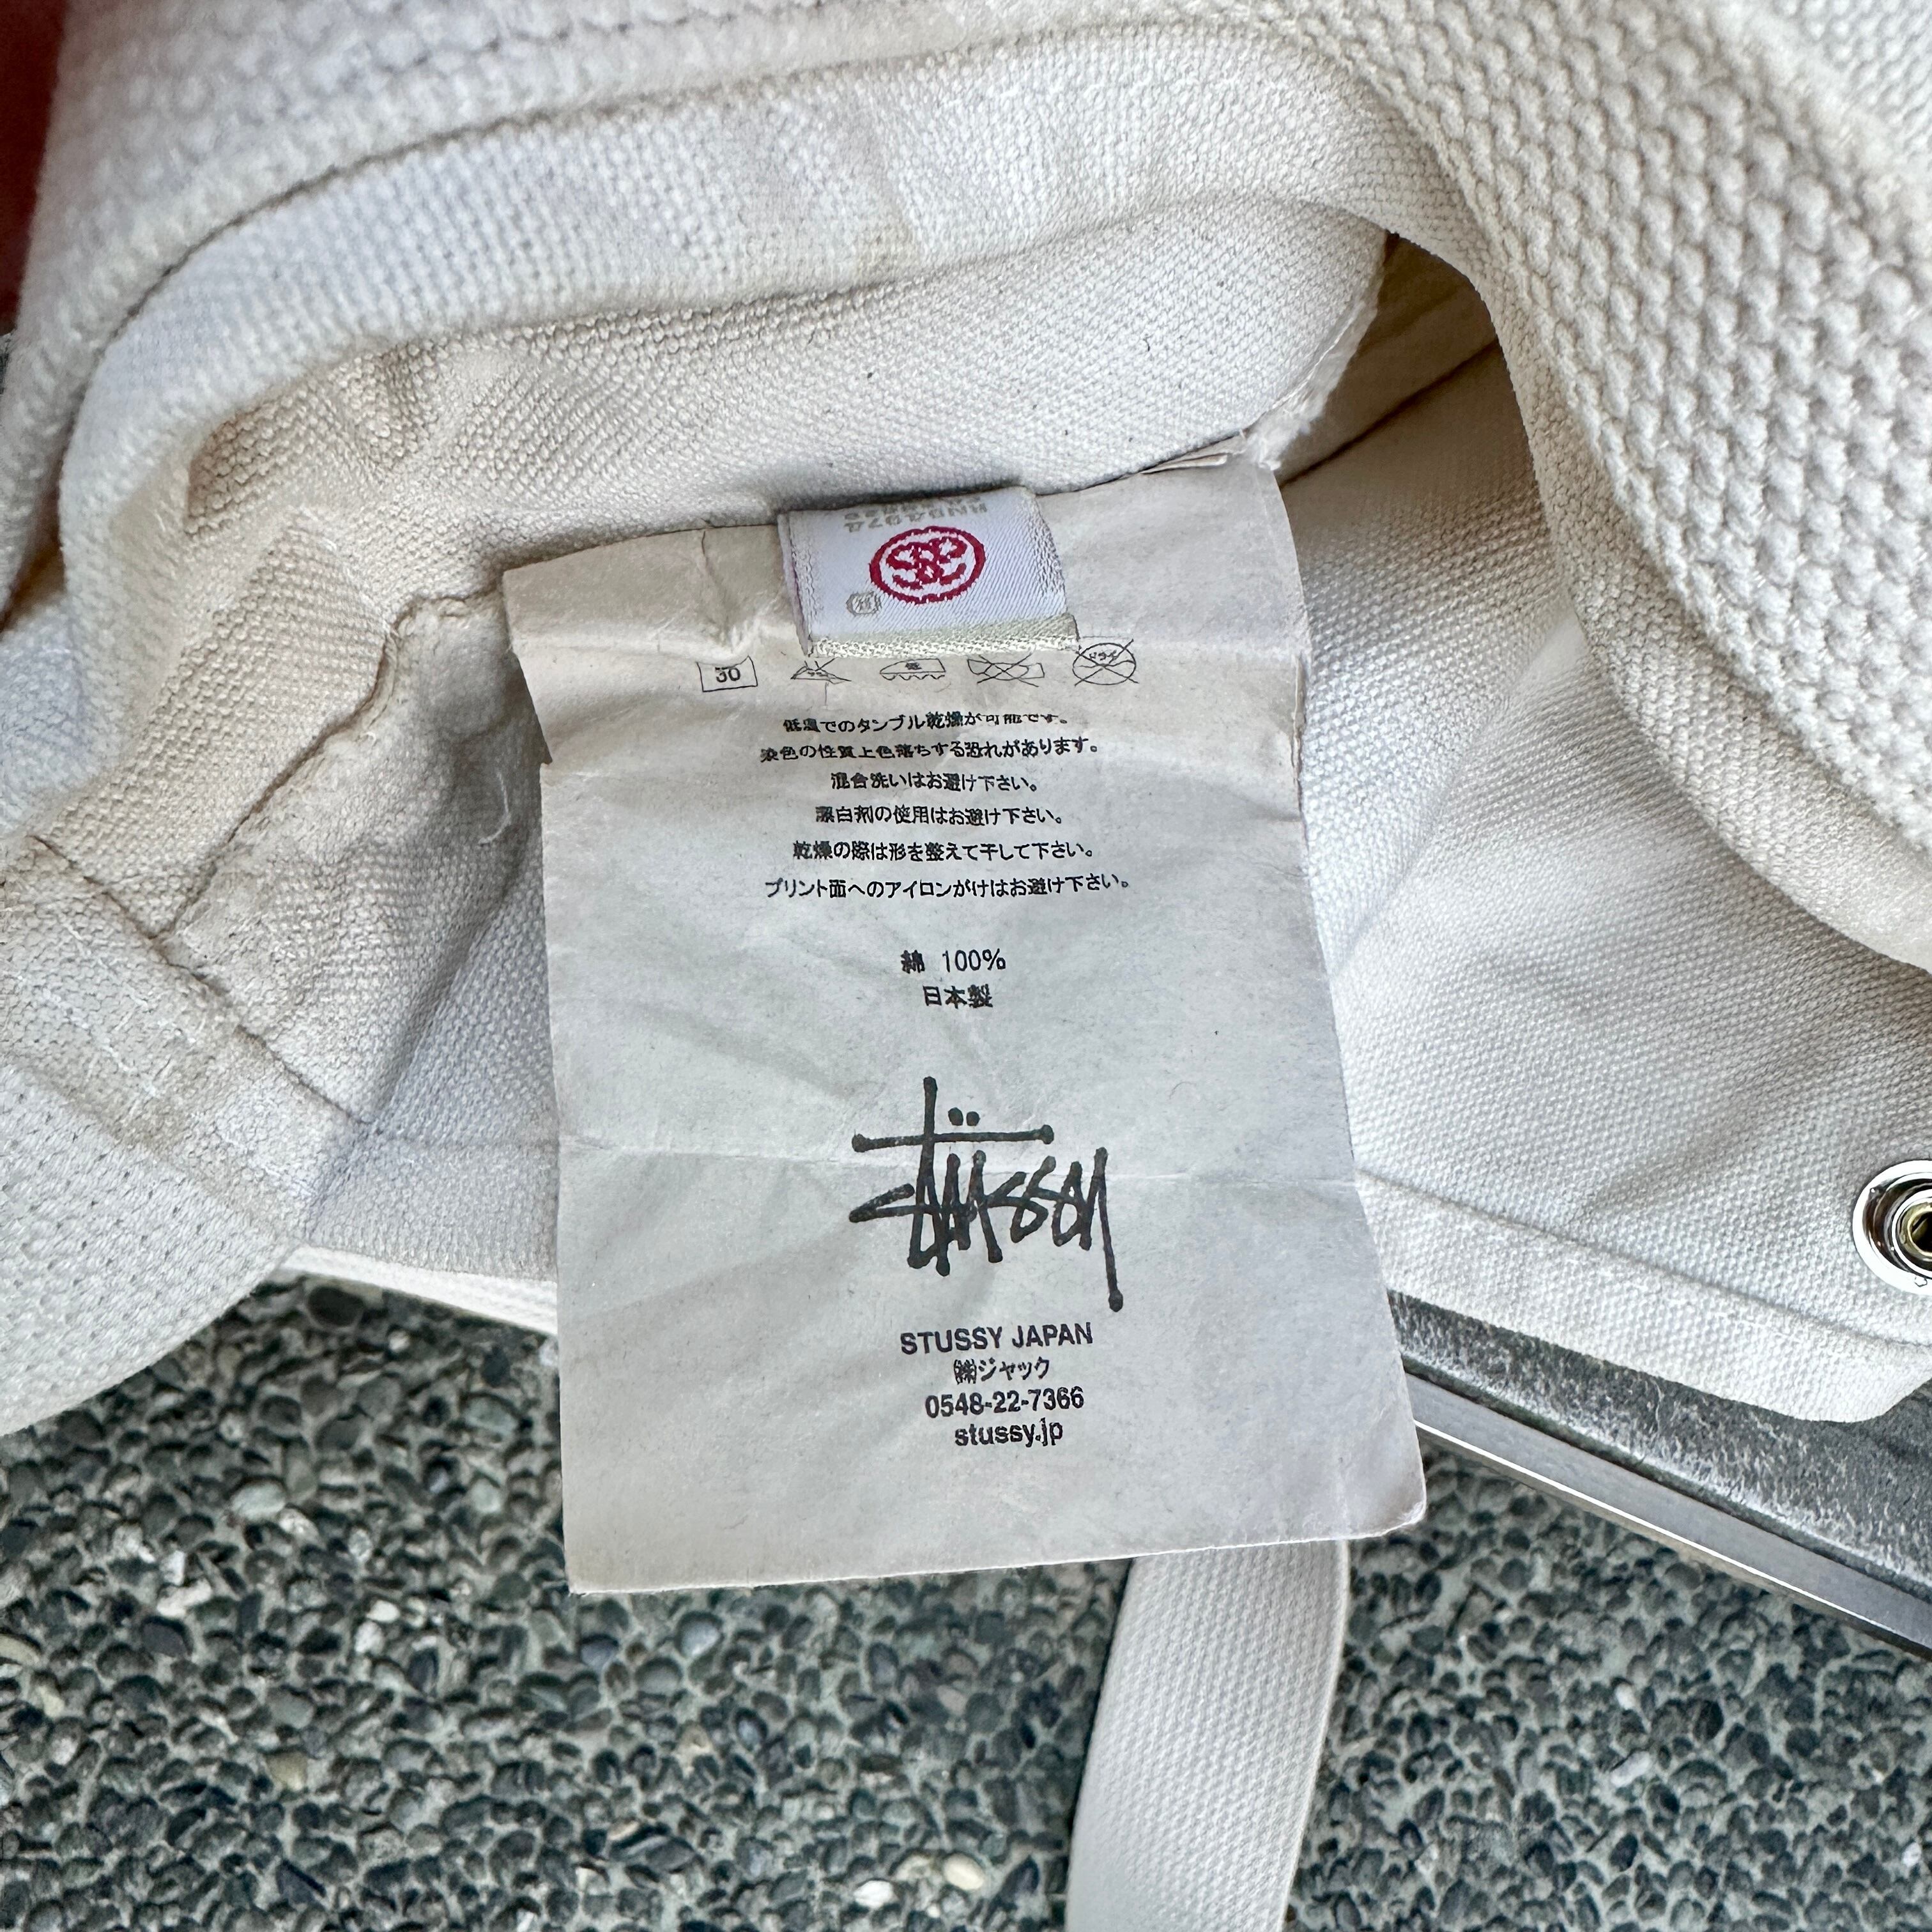 30
低温でのタンブル乾燥が可能です。
染色の性質上色落ちする恐れがあります。
混合洗いはお避け下さい。
漂白剤の使用はお避け下さい。
乾燥の際は形を整えて干して下さい。
プリント面へのアイロンがけはお避け下さい。
綿 100%
日本製
stüssy
STUSSY JAPAN
㈱ジャック
0548-22-7366
stussy.jp